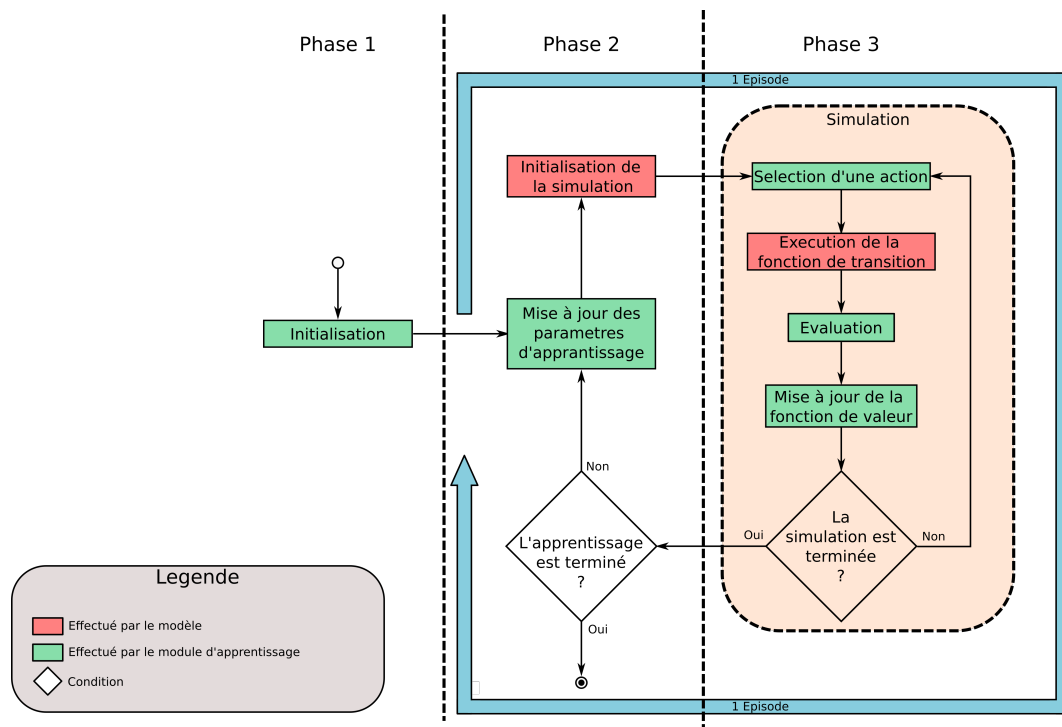 Phase 1
Phase 2
Phase 3
1 Episode
Simulation
Initialisation de
la simulation
Selection d'une action
Execution de la
fonction de transition
Initialisation
Mise à jour des
parametres
d'apprantissage
Evaluation
Mise à jour de la
fonction de valeur
Non
L'apprentissage
est terminé
?
Oui
Oui
La
simulation est
terminée
?
Non
Legende
Effectué par le modèle
Effectué par le module d'apprentissage
Condition
1 Episode